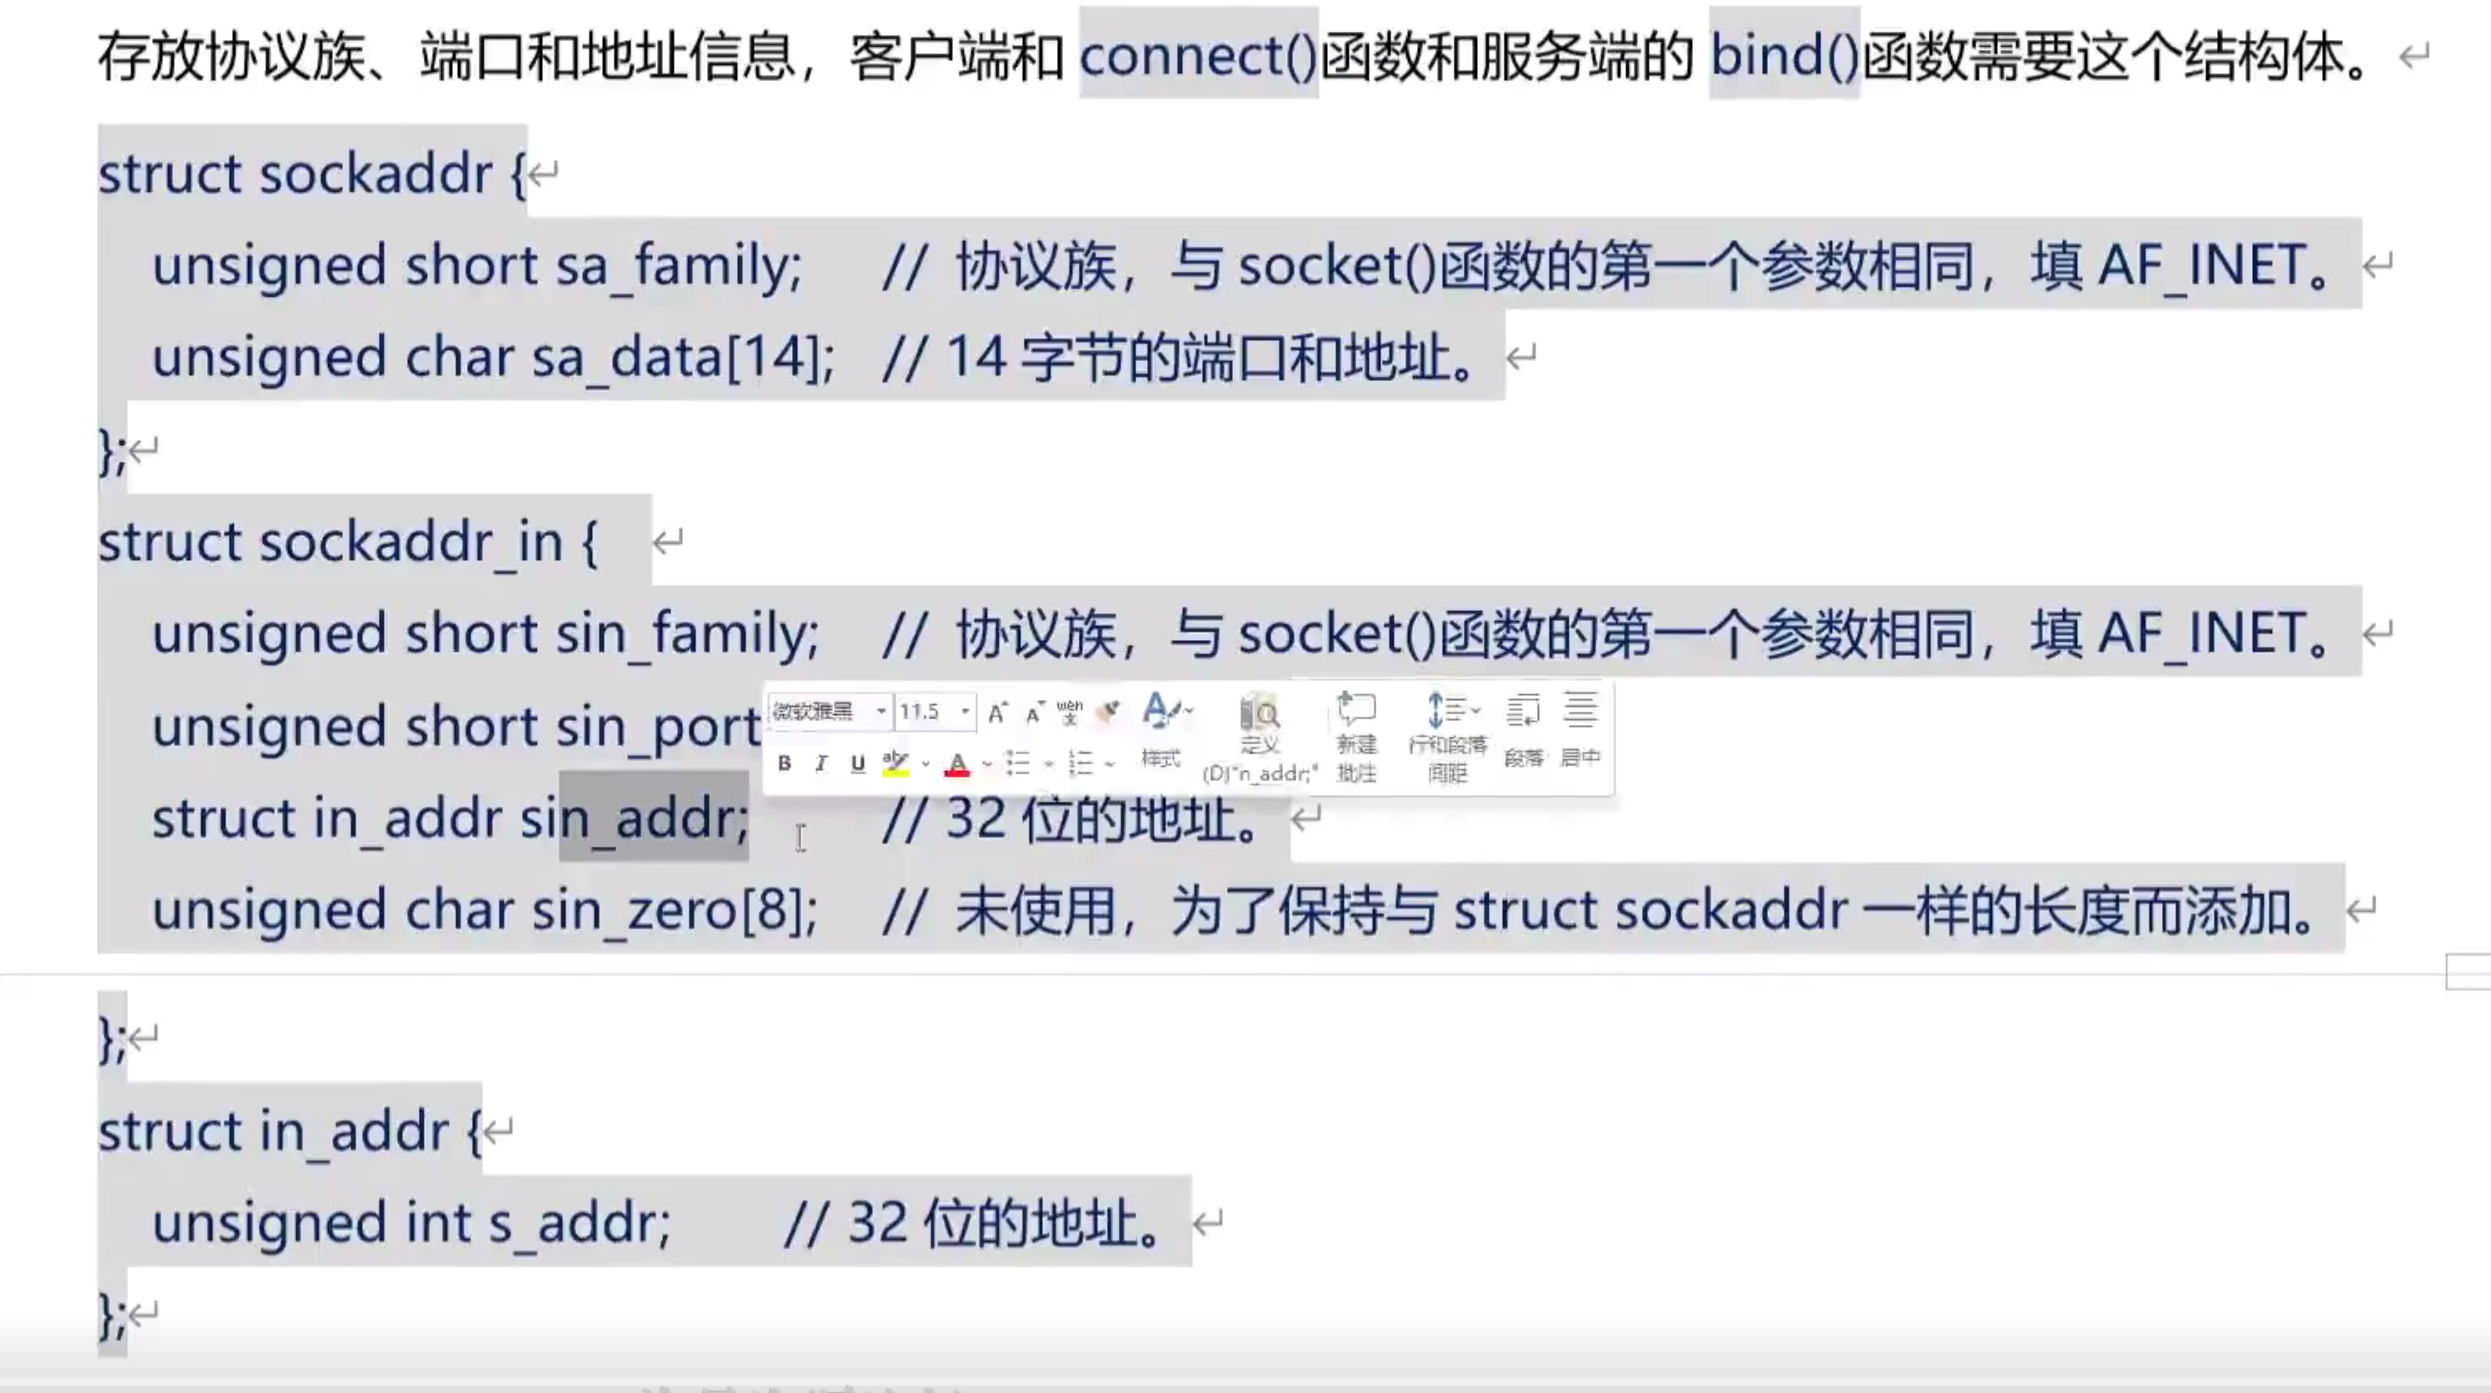 存放协议族、端口和地址信息，客户端和 connect()函数和服务端的 bind()函数需要这个结构体。
struct sockaddr {
unsigned short sa_family; // 协议族，与 socket()函数的第一个参数相同，填 AF_INET。
unsigned char sa_data[14]; // 14 字节的端口和地址。
};
struct sockaddr_in {
unsigned short sin_family; // 协议族，与 socket()函数的第一个参数相同，填 AF_INET。
unsigned short sin_port
微软雅黑 11.5 A A wén 文 A
B I U aby A 样式 定义 (D)"n_addr;" 新建 批注 行和段落 间距 段落 居中
struct in_addr sin_addr; // 32 位的地址。
unsigned char sin_zero[8]; // 未使用，为了保持与 struct sockaddr 一样的长度而添加。
};
struct in_addr {
unsigned int s_addr; // 32 位的地址。
};